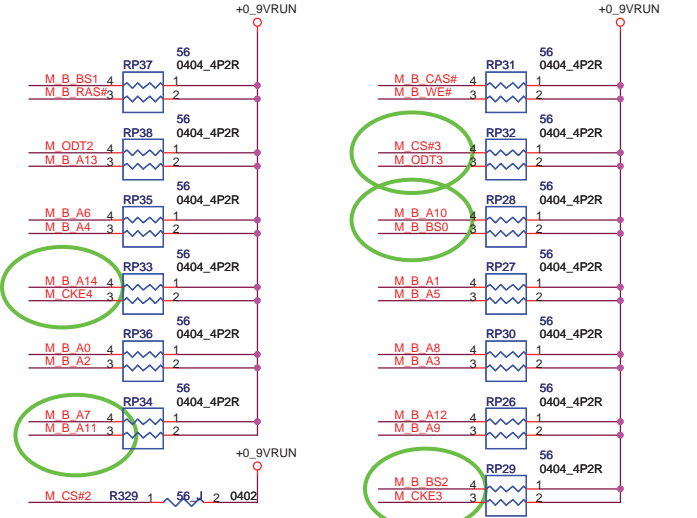 +0_9VRUN
56
RP37 0404_4P2R
M_B_BS1 4 1
M_B_RAS# 3 2
56
RP38 0404_4P2R
M_ODT2 4 1
M_B_A13 3 2
56
RP35 0404_4P2R
M_B_A6 4 1
M_B_A4 3 2
56
RP33 0404_4P2R
M_B_A14 4 1
M_CKE4 3 2
56
RP36 0404_4P2R
M_B_A0 4 1
M_B_A2 3 2
56
RP34 0404_4P2R
M_B_A7 4 1
M_B_A11 3 2
+0_9VRUN
M_CS#2 R329 1 56_J 2 0402
+0_9VRUN
56
RP31 0404_4P2R
M_B_CAS# 4 1
M_B_WE# 3 2
56
RP32 0404_4P2R
M_CS#3 4 1
M_ODT3 3 2
56
RP28 0404_4P2R
M_B_A10 4 1
M_B_BS0 3 2
56
RP27 0404_4P2R
M_B_A1 4 1
M_B_A5 3 2
56
RP30 0404_4P2R
M_B_A8 4 1
M_B_A3 3 2
56
RP26 0404_4P2R
M_B_A12 4 1
M_B_A9 3 2
56
RP29 0404_4P2R
M_B_BS2 4 1
M_CKE3 3 2